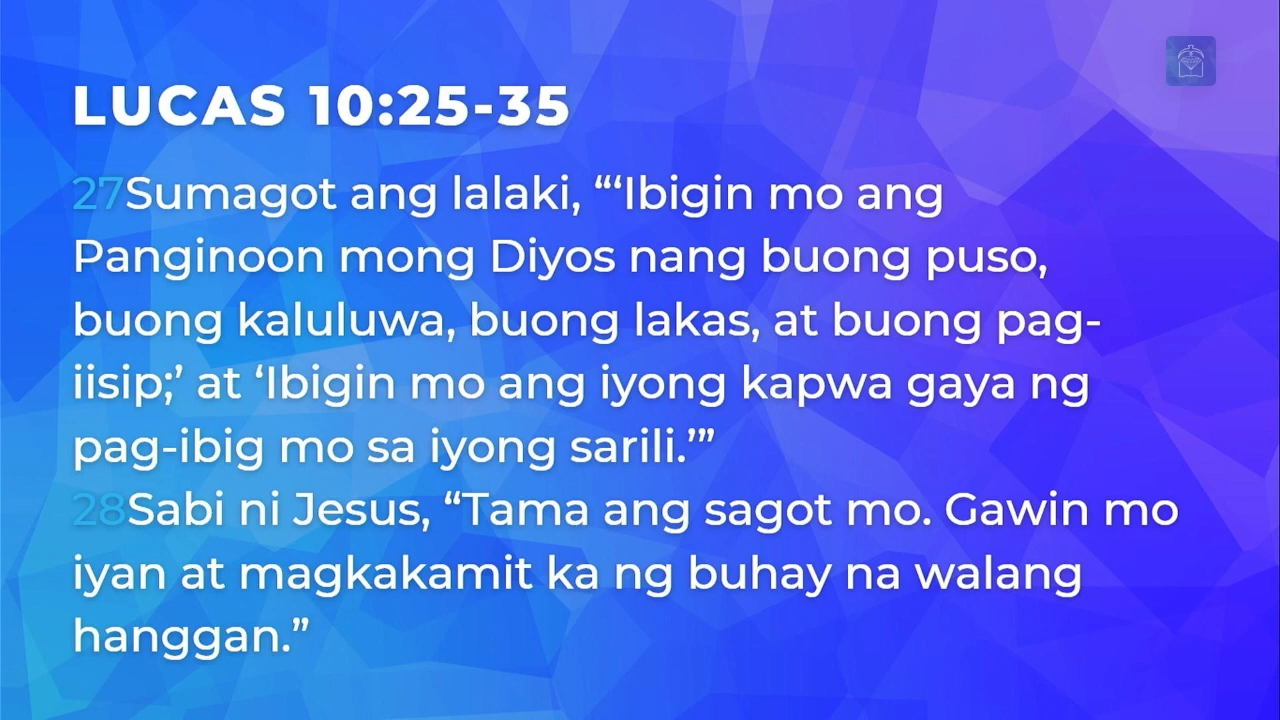 LUCAS 10:25-35
27Sumagot ang lalaki, “‘Ibigin mo ang
Panginoon mong Diyos nang buong puso,
buong kaluluwa, buong lakas, at buong pag-
iisip;’ at ‘Ibigin mo ang iyong kapwa gaya ng
pag-ibig mo sa iyong sarili.’”
28Sabi ni Jesus, “Tama ang sagot mo. Gawin mo
iyan at magkakamit ka ng buhay na walang
hanggan.”